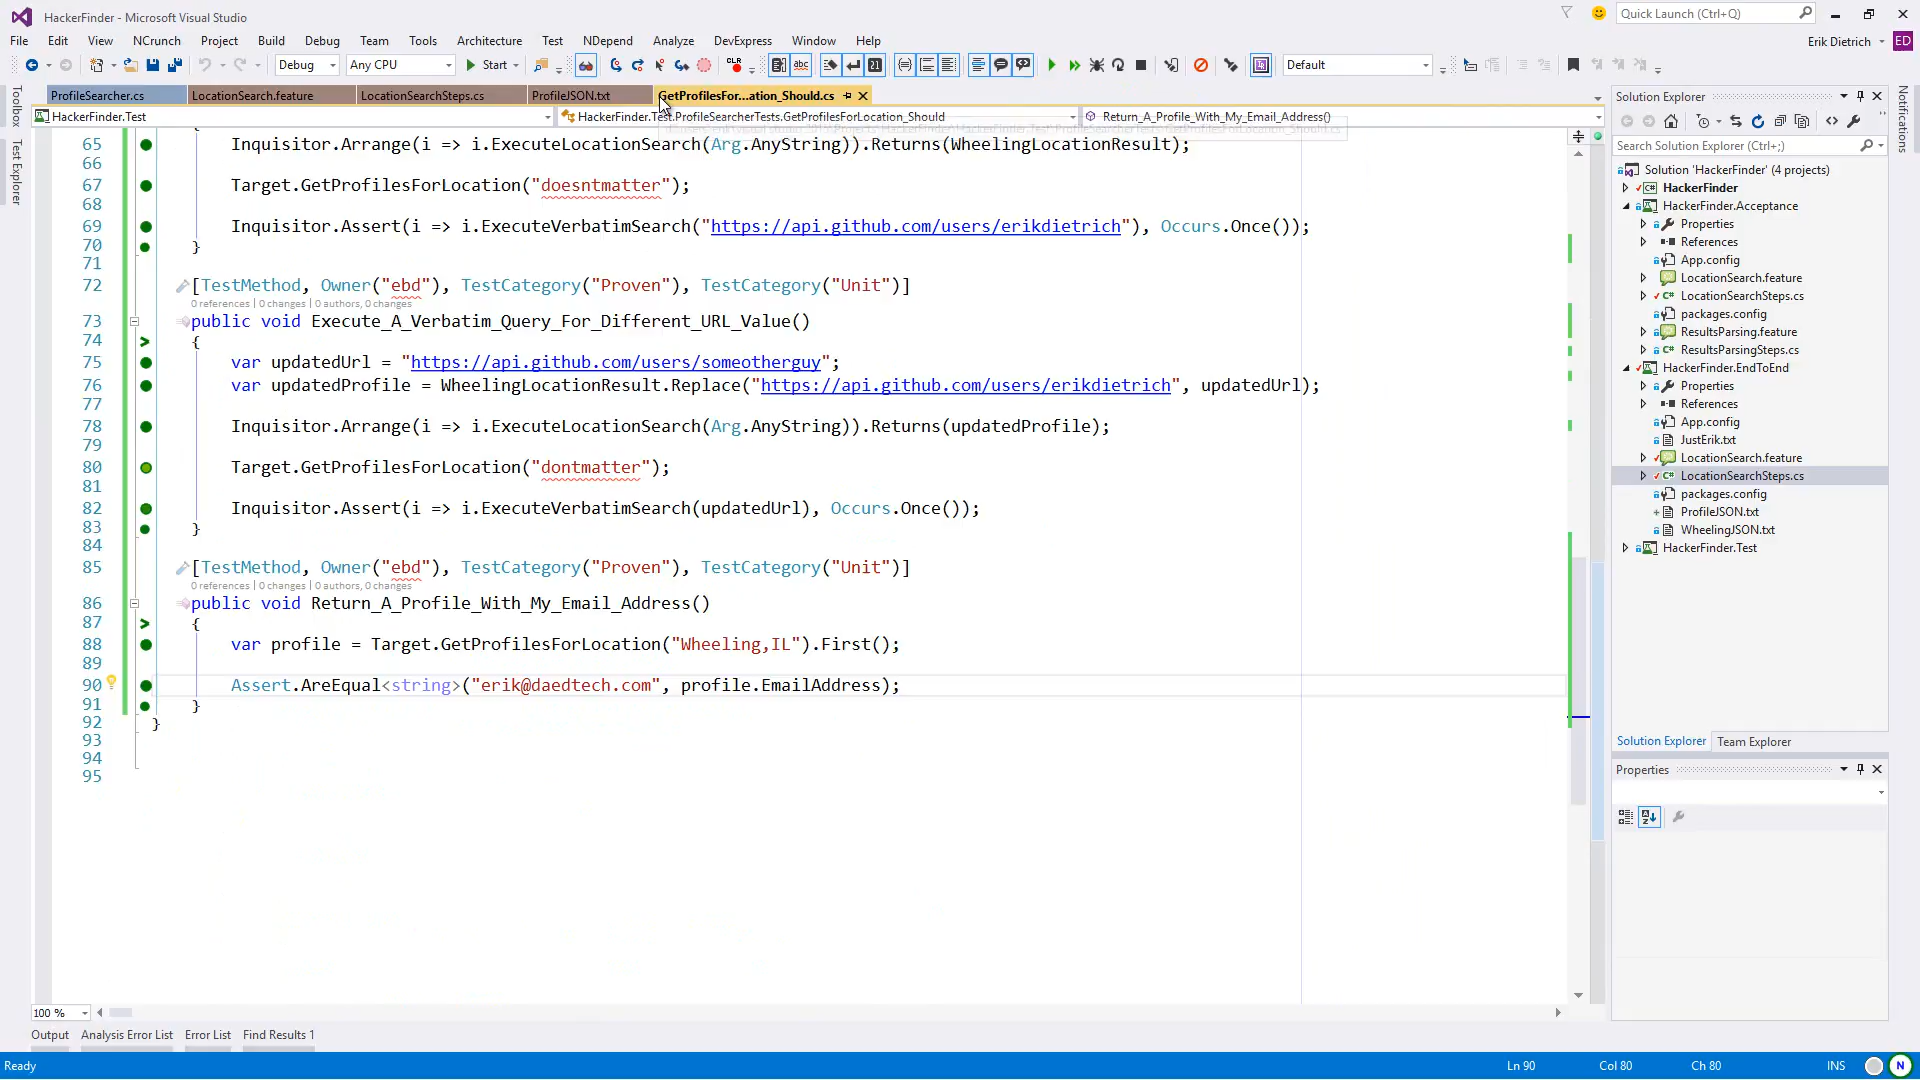 HackerFinder - Microsoft Visual Studio
Quick Launch (Ctrl+Q)
File Edit View NCrunch Project Build Debug Team Tools Architecture Test NDepend Analyze DevExpress Window Help
Erik Dietrich ED
Debug Any CPU Start CLR Default
ProfileSearcher.cs LocationSearch.feature LocationSearchSteps.cs ProfileJSON.txt GetProfilesFor...ation_Should.cs
HackerFinder.Test HackerFinder.Test.ProfileSearcherTests.GetProfilesForLocation_Should Return_A_Profile_With_My_Email_Address()
Toolbox
Test Explorer
65 Inquisitor.Arrange(i => i.ExecuteLocationSearch(Arg.AnyString)).Returns(WheelingLocationResult);
66
67 Target.GetProfilesForLocation("doesntmatter");
68
69 Inquisitor.Assert(i => i.ExecuteVerbatimSearch("https://api.github.com/users/erikdietrich"), Occurs.Once());
70 }
71
72 [TestMethod, Owner("ebd"), TestCategory("Proven"), TestCategory("Unit")]
0 references | 0 changes | 0 authors, 0 changes
73 public void Execute_A_Verbatim_Query_For_Different_URL_Value()
74 {
75 var updatedUrl = "https://api.github.com/users/someotherguy";
76 var updatedProfile = WheelingLocationResult.Replace("https://api.github.com/users/erikdietrich", updatedUrl);
77
78 Inquisitor.Arrange(i => i.ExecuteLocationSearch(Arg.AnyString)).Returns(updatedProfile);
79
80 Target.GetProfilesForLocation("dontmatter");
81
82 Inquisitor.Assert(i => i.ExecuteVerbatimSearch(updatedUrl), Occurs.Once());
83 }
84
85 [TestMethod, Owner("ebd"), TestCategory("Proven"), TestCategory("Unit")]
0 references | 0 changes | 0 authors, 0 changes
86 public void Return_A_Profile_With_My_Email_Address()
87 {
88 var profile = Target.GetProfilesForLocation("Wheeling,IL").First();
89
90 Assert.AreEqual<string>("erik@daedtech.com", profile.EmailAddress);
91 }
92 }
93
94
95
100 %
Output Analysis Error List Error List Find Results 1
Ready Ln 90 Col 80 Ch 80 INS N
Solution Explorer
Search Solution Explorer (Ctrl+;)
Solution 'HackerFinder' (4 projects)
HackerFinder
HackerFinder.Acceptance
Properties
References
App.config
LocationSearch.feature
LocationSearchSteps.cs
packages.config
ResultsParsing.feature
ResultsParsingSteps.cs
HackerFinder.EndToEnd
Properties
References
App.config
JustErik.txt
LocationSearch.feature
LocationSearchSteps.cs
packages.config
ProfileJSON.txt
WheelingJSON.txt
HackerFinder.Test
Solution Explorer Team Explorer
Properties
Notifications